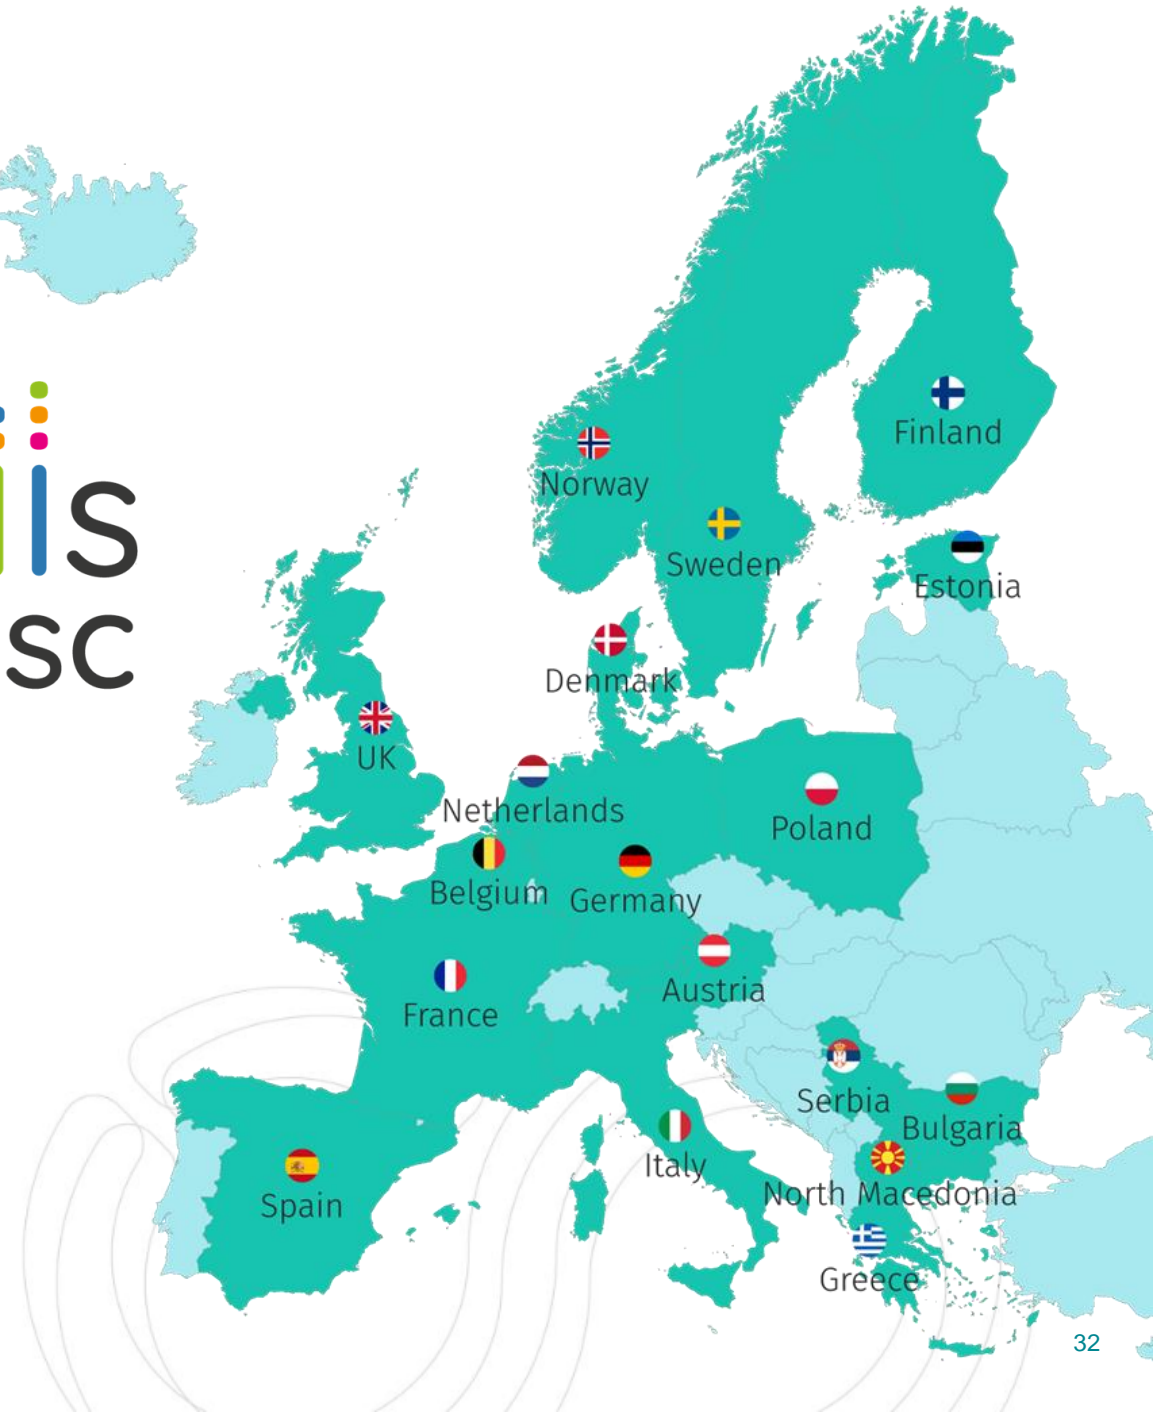 Finland
Norway
Sweden
Estonia
Denmark
UK
Netherlands
Poland
Belgium
Germany
Austria
France
Serbia
Bulgaria
Italy
North Macedonia
Spain
Greece
32